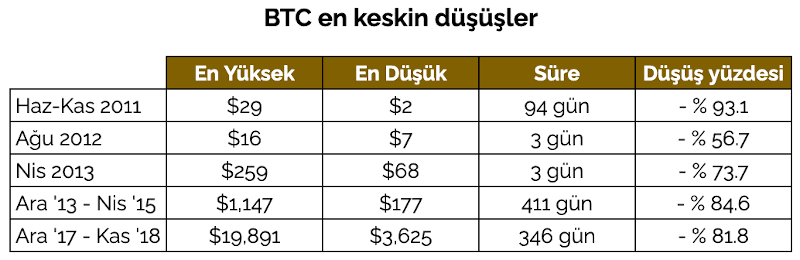 BTC en keskin düşüşler
En Yüksek En Düşük Süre Düşüş yüzdesi
Haz-Kas 2011 $29 $2 94 gün - % 93.1
Ağu 2012 $16 $7 3 gün - % 56.7
Nis 2013 $259 $68 3 gün - % 73.7
Ara '13 - Nis '15 $1,147 $177 411 gün - % 84.6
Ara '17 - Kas '18 $19,891 $3,625 346 gün - % 81.8